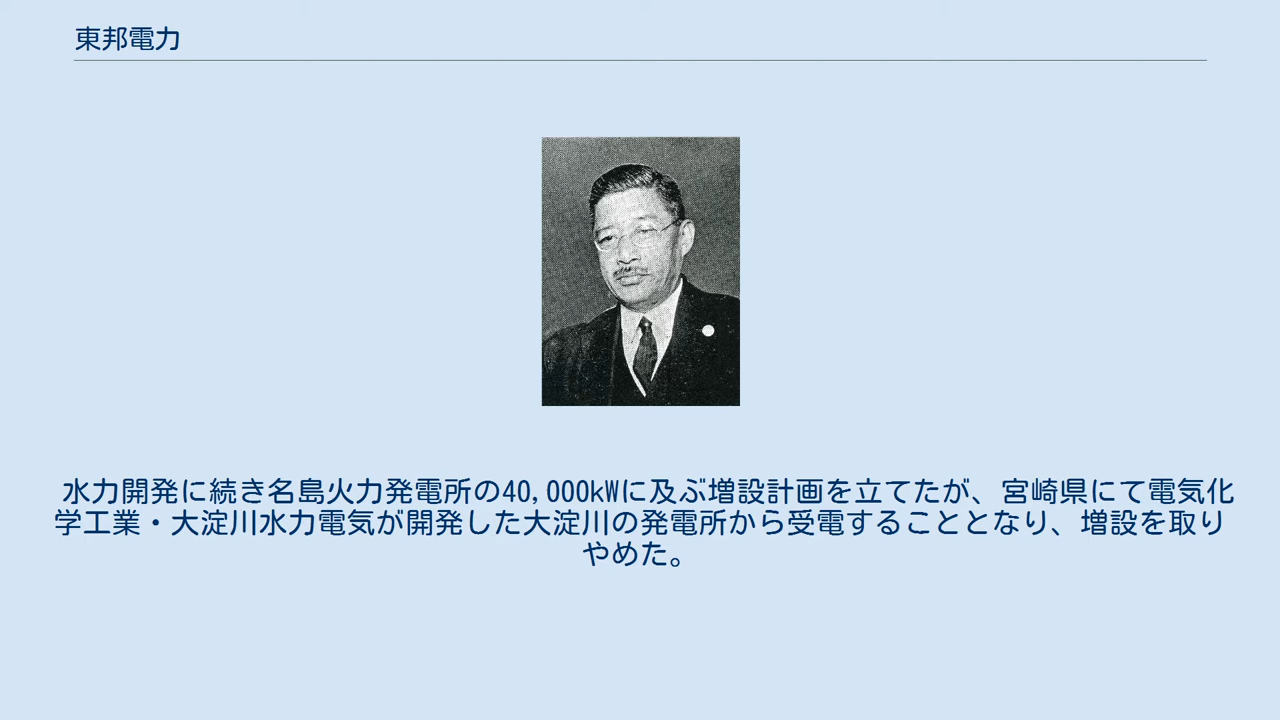 東邦電力
水力開発に続き名島火力発電所の40,000kWに及ぶ増設計画を立てたが、宮崎県にて電気化
学工業・大淀川水力電気が開発した大淀川の発電所から受電することとなり、増設を取り
やめた。